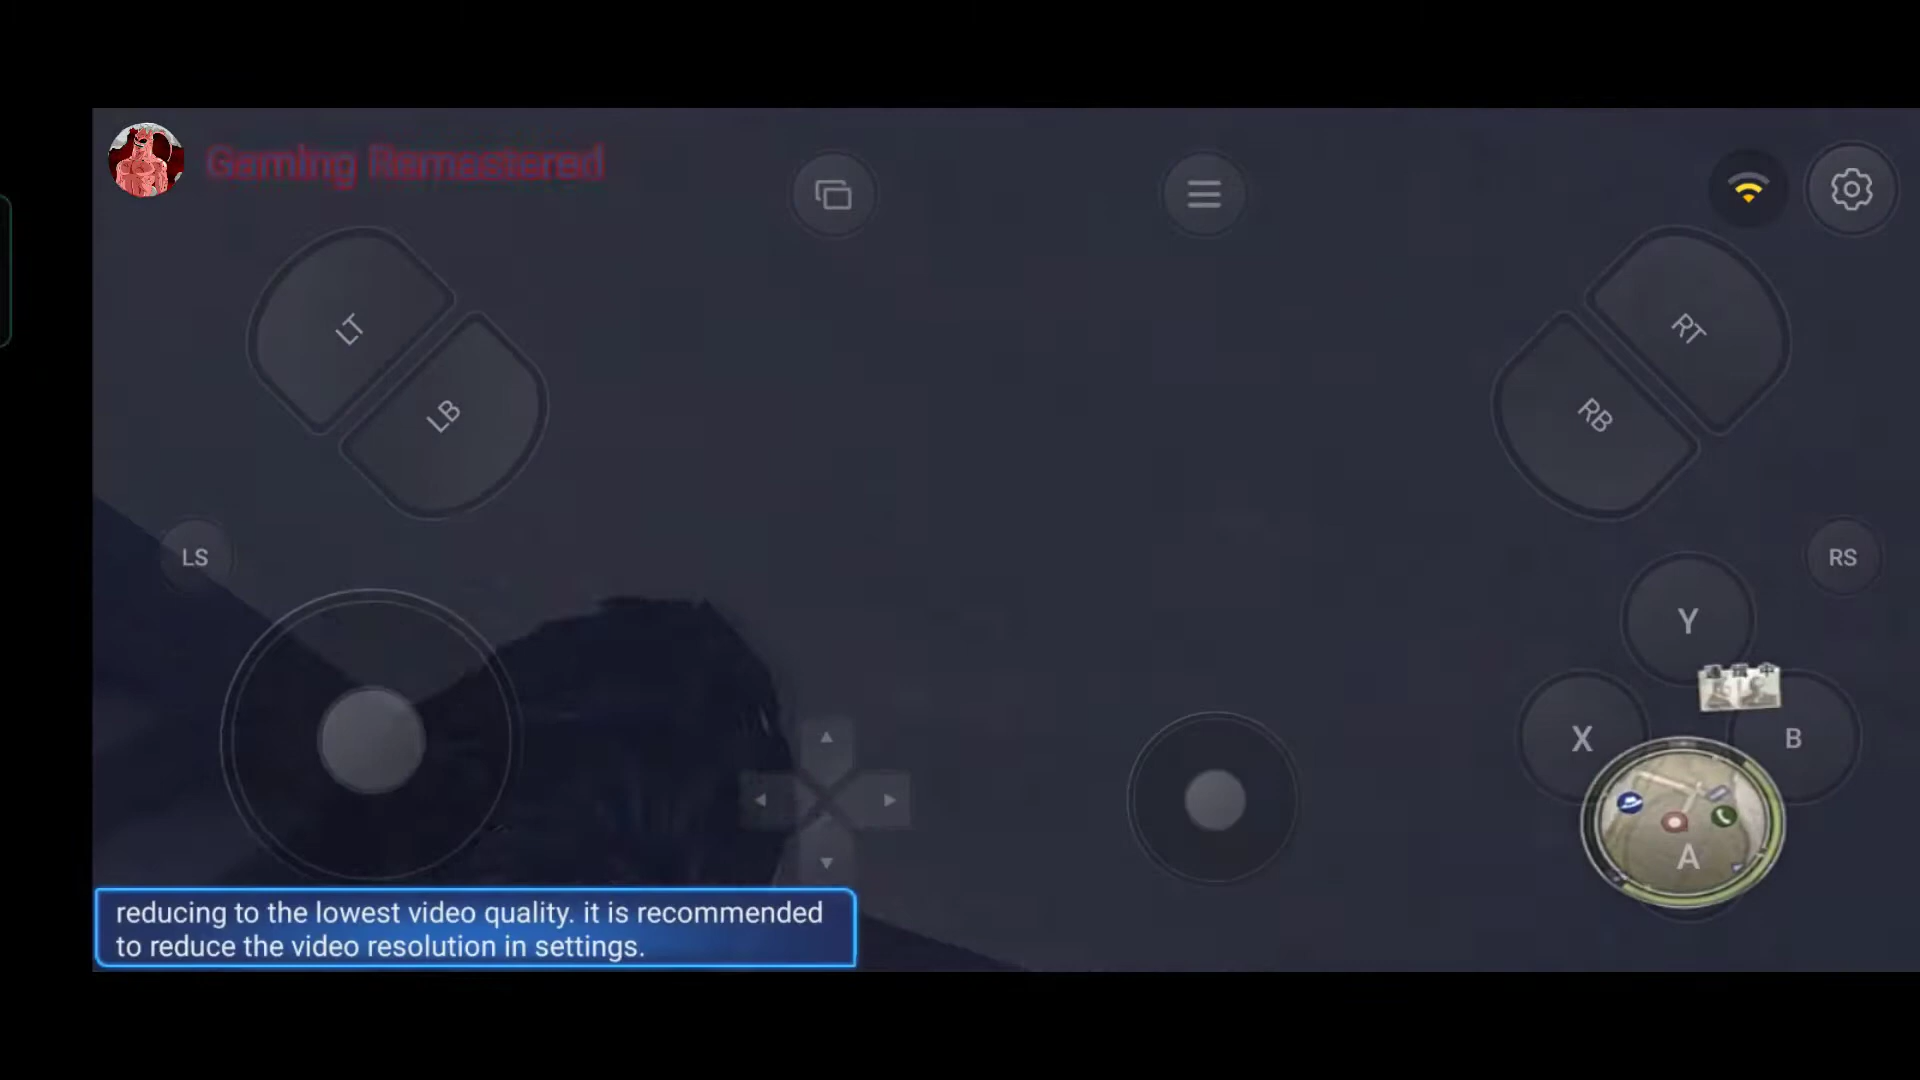 Gaming Remastered
LT
RT
LB
RB
LS
RS
Y
X
B
A
reducing to the lowest video quality. it is recommended
to reduce the video resolution in settings.